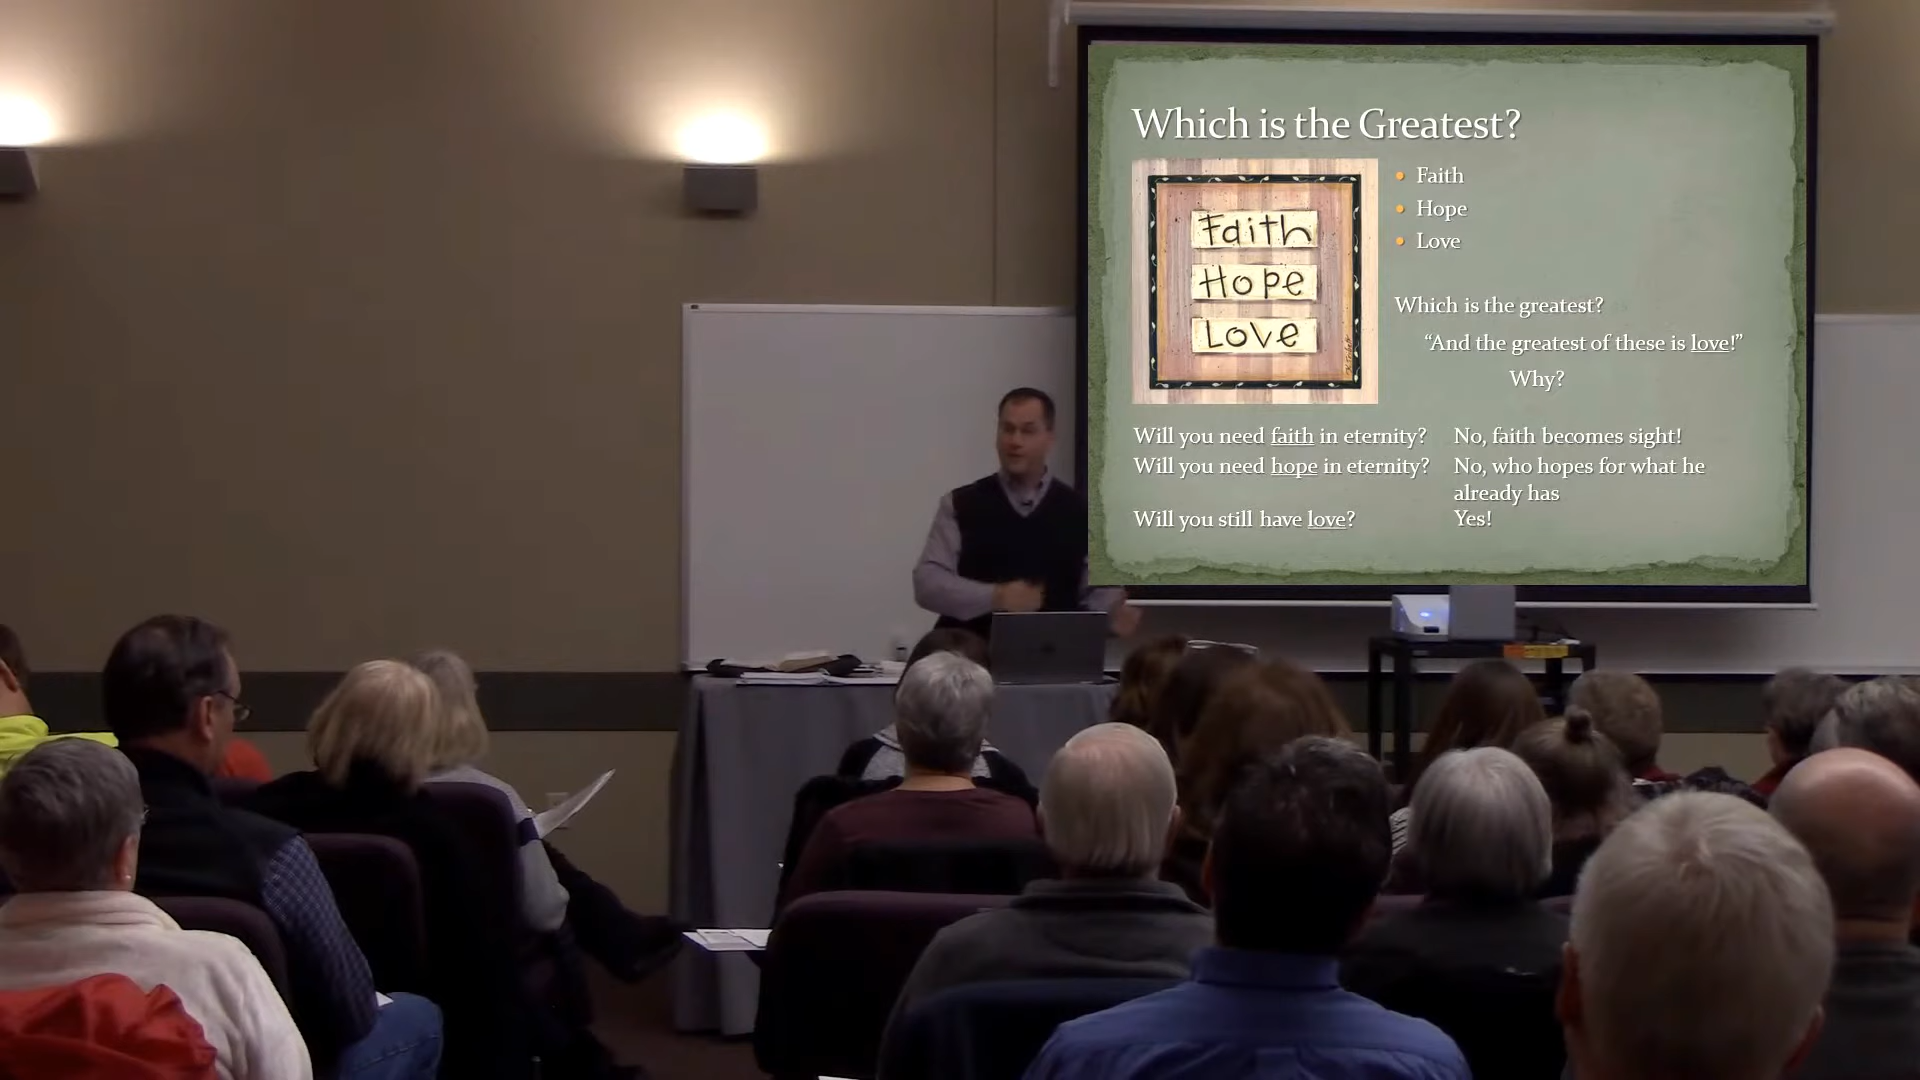 Which is the Greatest?
Faith
Hope
Love
• Faith
• Hope
• Love
Which is the greatest?
“And the greatest of these is love!”
Why?
Will you need faith in eternity? No, faith becomes sight!
Will you need hope in eternity? No, who hopes for what he
already has
Will you still have love? Yes!